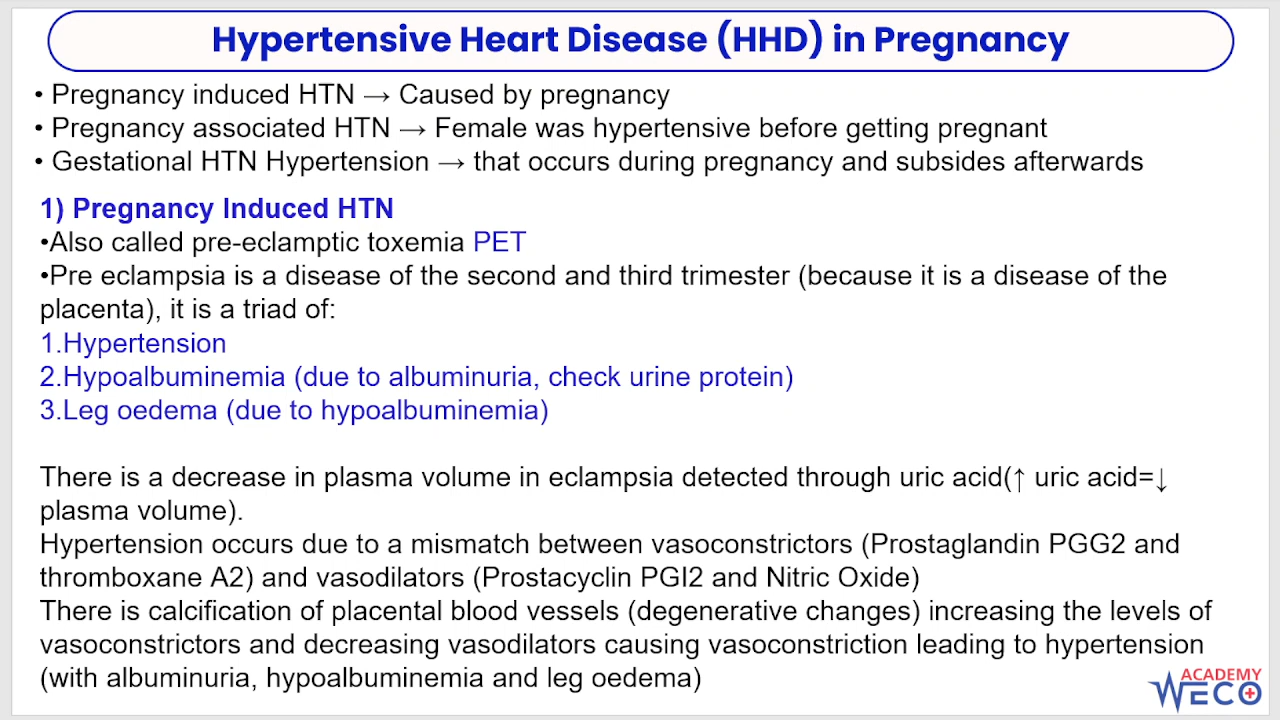 Hypertensive Heart Disease (HHD) in Pregnancy
• Pregnancy induced HTN → Caused by pregnancy
• Pregnancy associated HTN → Female was hypertensive before getting pregnant
• Gestational HTN Hypertension → that occurs during pregnancy and subsides afterwards
1) Pregnancy Induced HTN
•Also called pre-eclamptic toxemia PET
•Pre eclampsia is a disease of the second and third trimester (because it is a disease of the
placenta), it is a triad of:
1.Hypertension
2.Hypoalbuminemia (due to albuminuria, check urine protein)
3.Leg oedema (due to hypoalbuminemia)
There is a decrease in plasma volume in eclampsia detected through uric acid(↑ uric acid=↓
plasma volume).
Hypertension occurs due to a mismatch between vasoconstrictors (Prostaglandin PGG2 and
thromboxane A2) and vasodilators (Prostacyclin PGI2 and Nitric Oxide)
There is calcification of placental blood vessels (degenerative changes) increasing the levels of
vasoconstrictors and decreasing vasodilators causing vasoconstriction leading to hypertension
(with albuminuria, hypoalbuminemia and leg oedema)
ACADEMY
WECO